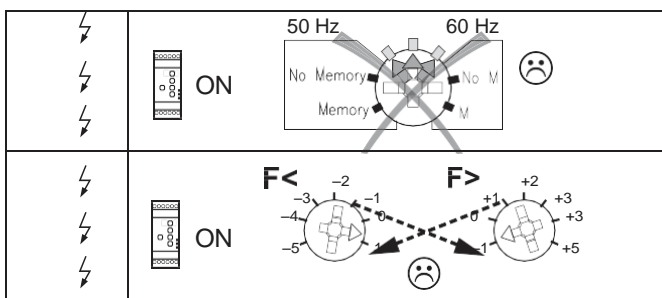 50 Hz 60 Hz
No Memory No M
ON
Memory M
F< F>
–2 +2
–3 –1 +1 +3
–4 0 0 +3
ON
–5 1 –1 +5